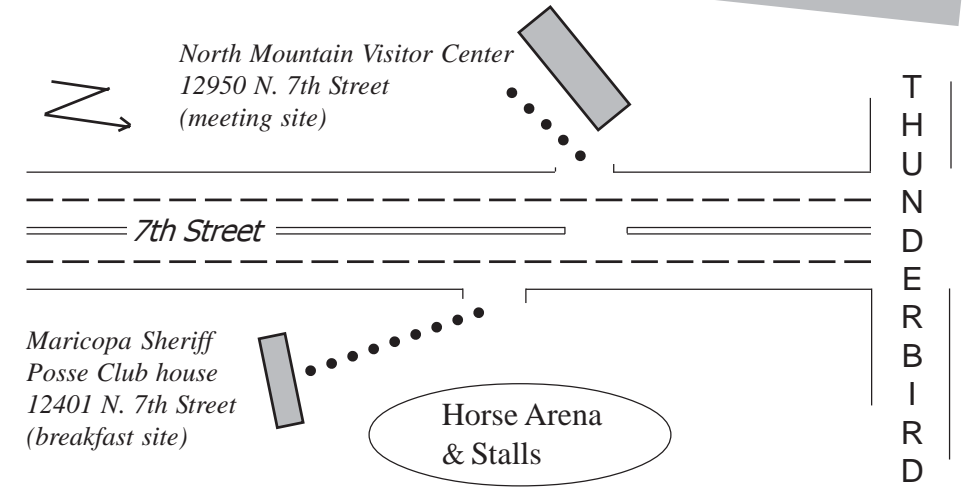 North Mountain Visitor Center
12950 N. 7th Street
(meeting site)
THUNDERBIRD
7th Street
Maricopa Sheriff
Posse Club house
12401 N. 7th Street
(breakfast site)
Horse Arena
& Stalls